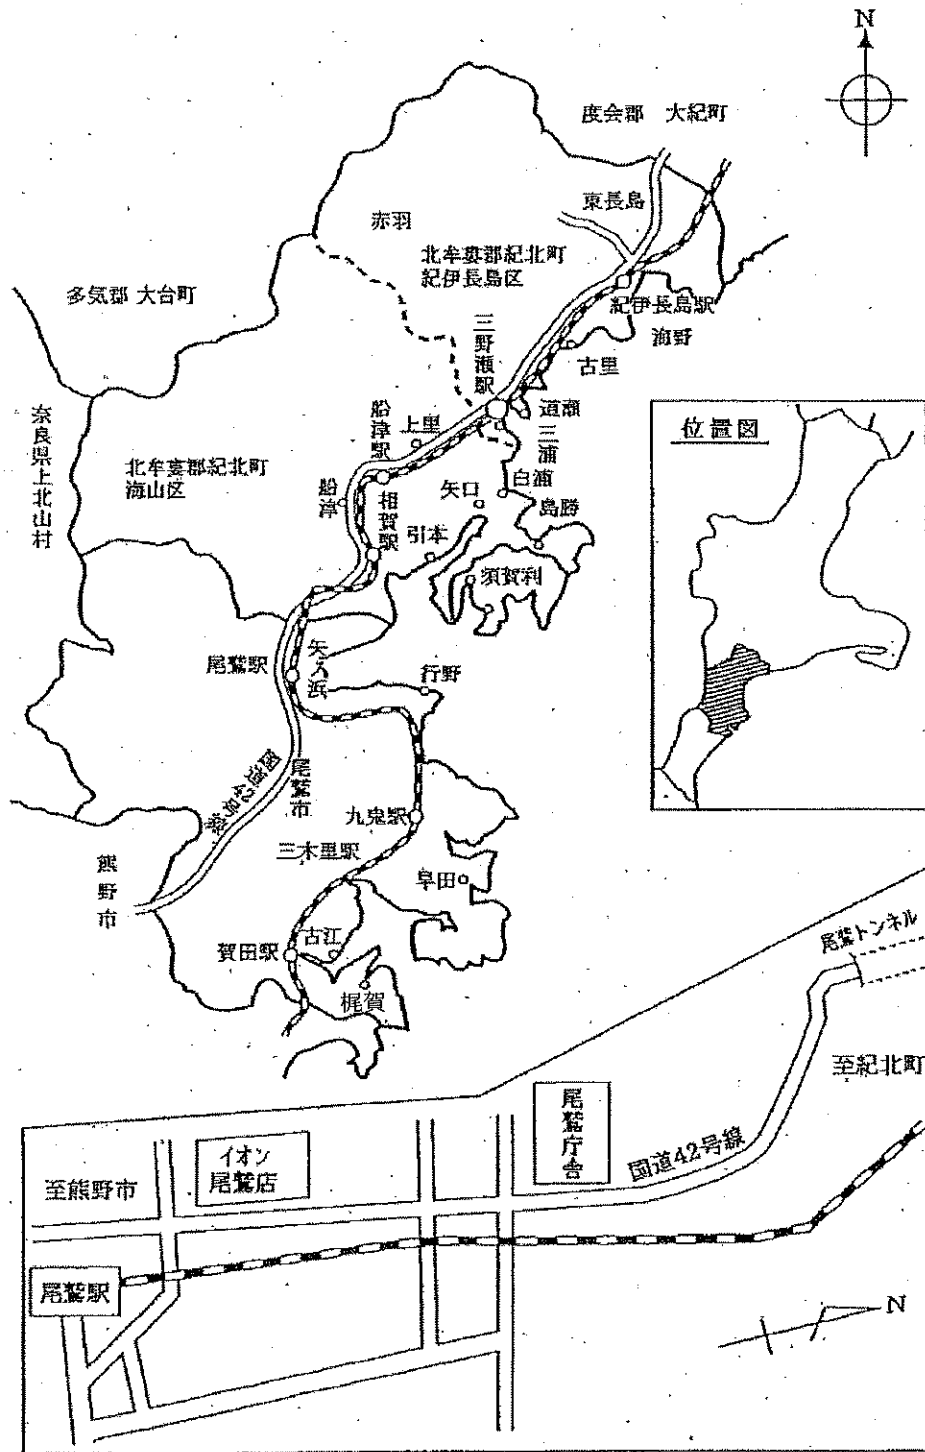 N
度会郡 大紀町
東長島
赤羽
北牟婁郡紀北町
紀伊長島区
多気郡 大台町
紀伊長島駅
海野
三野瀬駅
古里
道瀬
三浦
船津駅
上里
奈良県上北山村
北牟婁郡紀北町
海山区
船津
相賀駅
矢口
白浦
島勝
引本
須賀利
位置図
尾鷲駅
矢ノ浜
行野
国道42号線
尾鷲市
九鬼駅
三木里駅
早田
熊野市
賀田駅
古江
梶賀
尾鷲トンネル
至紀北町
尾鷲庁舎
国道42号線
イオン
尾鷲店
至熊野市
尾鷲駅
N